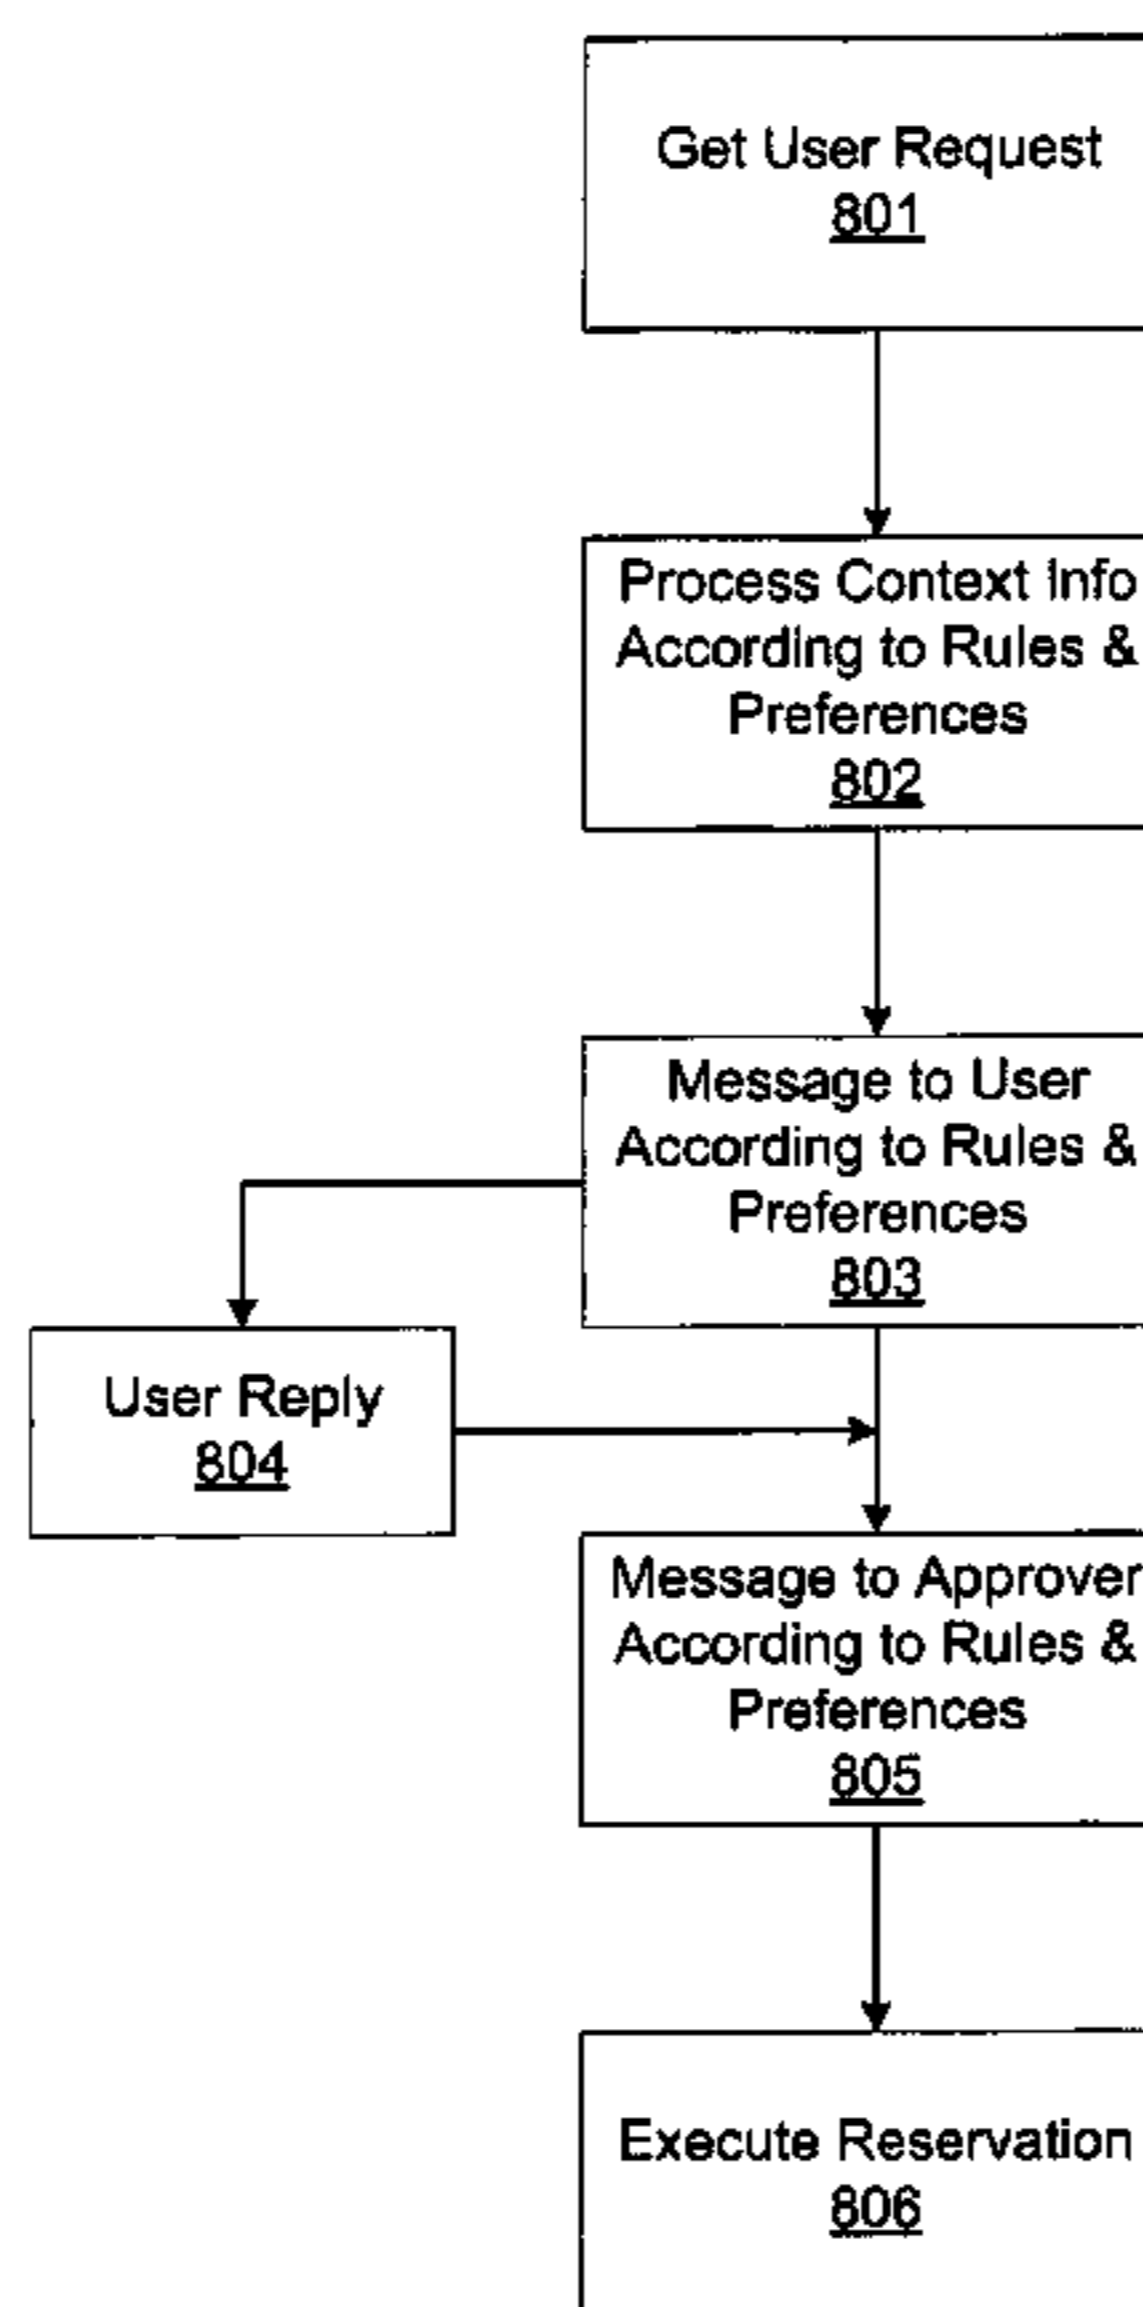 Get User Request
801
Process Context Info
According to Rules &
Preferences
802
Message to User
According to Rules &
Preferences
803
User Reply
804
Message to Approver
According to Rules &
Preferences
805
Execute Reservation
806